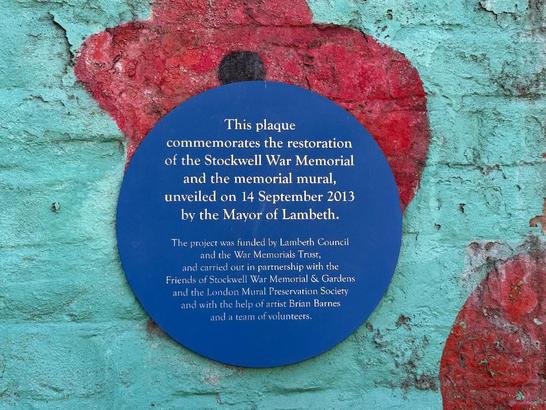 This plaque
commemorates the restoration
of the Stockwell War Memorial
and the memorial mural,
unveiled on 14 September 2013
by the Mayor of Lambeth.
The project was funded by Lambeth Council
and the War Memorials Trust,
and carried out in partnership with the
Friends of Stockwell War Memorial & Gardens
and the London Mural Preservation Society
and with the help of artist Brian Barnes
and a team of volunteers.